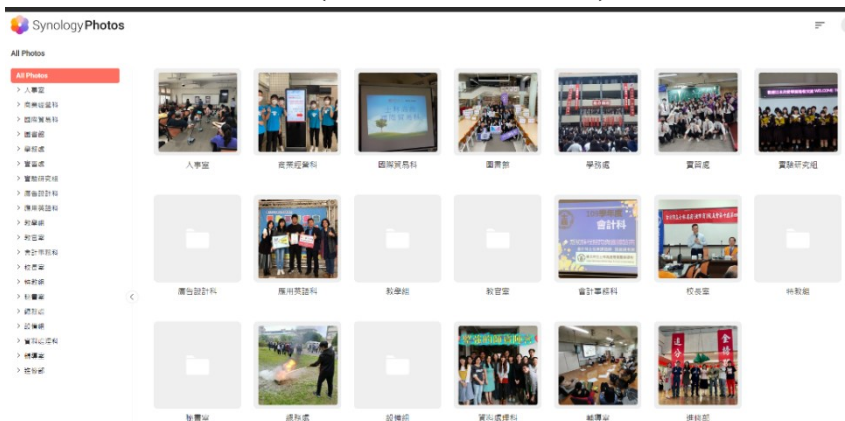 Synology Photos
All Photos
All Photos
人事室
商業經營科
國際貿易科
圖書館
學務處
實習處
實驗研究組
廣告設計科
應用英語科
教學組
教官室
會計事務科
校長室
特教組
秘書室
總務處
設備組
資料處理科
輔導室
進修部
人事室
商業經營科
國際貿易科
圖書館
學務處
實習處
實驗研究組
廣告設計科
應用英語科
教學組
教官室
會計科
會計事務科
校長室
特教組
秘書室
總務處
設備組
資料處理科
輔導室
追分
金榜
進修部